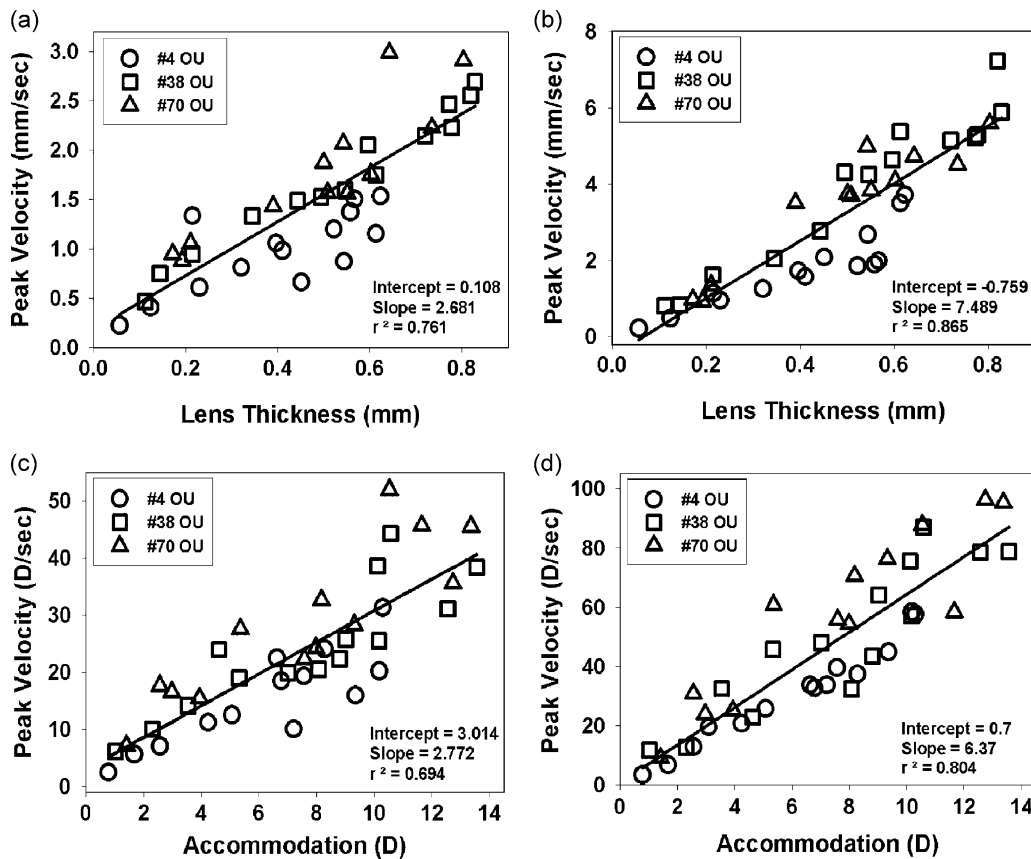 (a)
3.0
2.5
2.0
1.5
1.0
0.5
0.0
Peak Velocity (mm/sec)
#4 OU
#38 OU
#70 OU
Intercept = 0.108
Slope = 2.681
r ² = 0.761
0.0 0.2 0.4 0.6 0.8
Lens Thickness (mm)
(b)
8
6
4
2
0
Peak Velocity (mm/sec)
#4 OU
#38 OU
#70 OU
Intercept = -0.759
Slope = 7.489
r ² = 0.865
0.0 0.2 0.4 0.6 0.8
Lens Thickness (mm)
(c)
50
40
30
20
10
0
Peak Velocity (D/sec)
#4 OU
#38 OU
#70 OU
Intercept = 3.014
Slope = 2.772
r ² = 0.694
0 2 4 6 8 10 12 14
Accommodation (D)
(d)
100
80
60
40
20
0
Peak Velocity (D/sec)
#4 OU
#38 OU
#70 OU
Intercept = 0.7
Slope = 6.37
r ² = 0.804
0 2 4 6 8 10 12 14
Accommodation (D)